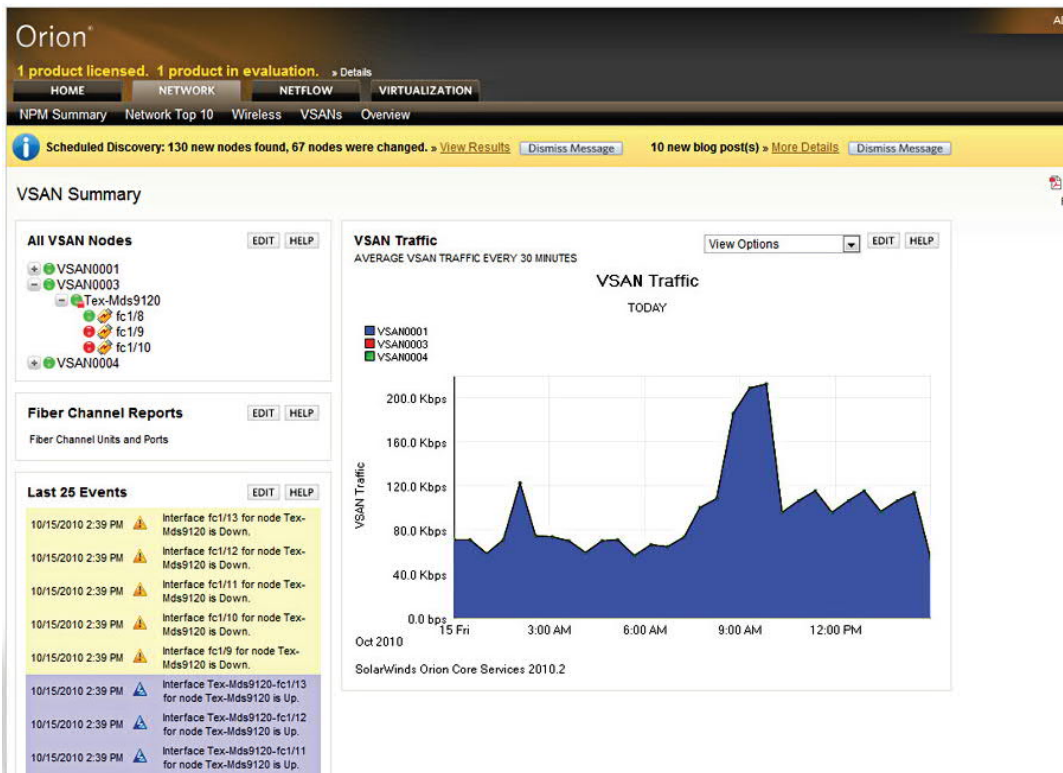 Orion®
1 product licensed. 1 product in evaluation. » Details
HOME NETWORK NETFLOW VIRTUALIZATION
NPM Summary Network Top 10 Wireless VSANs Overview
Scheduled Discovery: 130 new nodes found, 67 nodes were changed. » View Results Dismiss Message 10 new blog post(s) » More Details Dismiss Message
VSAN Summary
All VSAN Nodes EDIT HELP
VSAN0001
VSAN0003
Tex-Mds9120
fc1/8
fc1/9
fc1/10
VSAN0004
Fiber Channel Reports EDIT HELP
Fiber Channel Units and Ports
Last 25 Events EDIT HELP
10/15/2010 2:39 PM Interface fc1/13 for node Tex-
Mds9120 is Down.
10/15/2010 2:39 PM Interface fc1/12 for node Tex-
Mds9120 is Down.
10/15/2010 2:39 PM Interface fc1/11 for node Tex-
Mds9120 is Down.
10/15/2010 2:39 PM Interface fc1/10 for node Tex-
Mds9120 is Down.
10/15/2010 2:39 PM Interface fc1/9 for node Tex-
Mds9120 is Down.
10/15/2010 2:39 PM Interface Tex-Mds9120-fc1/13
for node Tex-Mds9120 is Up.
10/15/2010 2:39 PM Interface Tex-Mds9120-fc1/12
for node Tex-Mds9120 is Up.
10/15/2010 2:39 PM Interface Tex-Mds9120-fc1/11
for node Tex-Mds9120 is Up.
VSAN Traffic View Options EDIT HELP
AVERAGE VSAN TRAFFIC EVERY 30 MINUTES
VSAN Traffic
TODAY
VSAN0001
VSAN0003
VSAN0004
VSAN Traffic
200.0 Kbps
160.0 Kbps
120.0 Kbps
80.0 Kbps
40.0 Kbps
0.0 bps
15 Fri 3:00 AM 6:00 AM 9:00 AM 12:00 PM
Oct 2010
SolarWinds Orion Core Services 2010.2